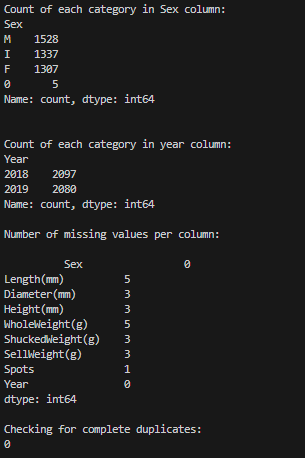 Count of each category in Sex column:
Sex
M    1528
I    1337
F    1307
0       5
Name: count, dtype: int64
Count of each category in year column:
Year
2018    2097
2019    2080
Name: count, dtype: int64
Number of missing values per column:
Sex    0
Length(mm)    5
Diameter(mm)    3
Height(mm)    3
WholeWeight(g)    5
ShuckedWeight(g)    3
SellWeight(g)    3
Spots    1
Year    0
dtype: int64
Checking for complete duplicates:
0